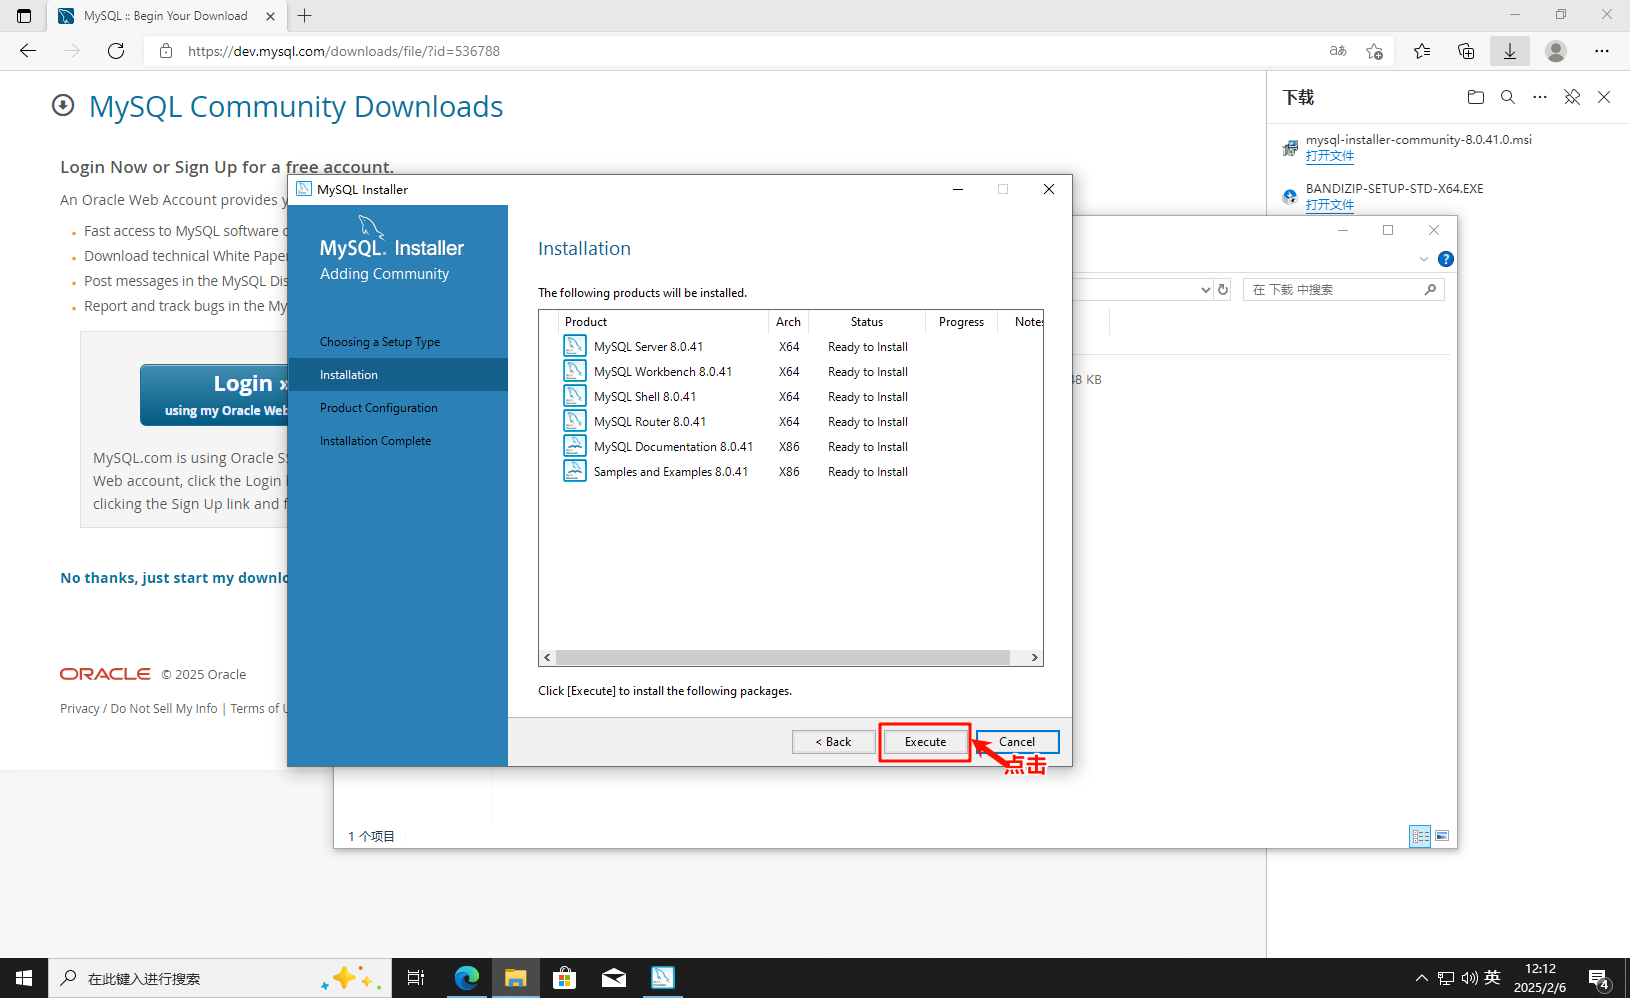 MySQL :: Begin Your Download
https://dev.mysql.com/downloads/file/?id=536788
aあ
MySQL Community Downloads
Login Now or Sign Up for a free account.
An Oracle Web Account provides y
Fast access to MySQL software
Download technical White Paper
Post messages in the MySQL Dis
Report and track bugs in the My
Login »
using my Oracle Web
MySQL.com is using Oracle SS
Web account, click the Login
clicking the Sign Up link and f
No thanks, just start my downlo
ORACLE © 2025 Oracle
Privacy / Do Not Sell My Info | Terms of U
MySQL Installer
MySQL. Installer
Adding Community
Choosing a Setup Type
Installation
Product Configuration
Installation Complete
Installation
The following products will be installed.
Product Arch Status Progress Notes
MySQL Server 8.0.41 X64 Ready to Install
MySQL Workbench 8.0.41 X64 Ready to Install
MySQL Shell 8.0.41 X64 Ready to Install
MySQL Router 8.0.41 X64 Ready to Install
MySQL Documentation 8.0.41 X86 Ready to Install
Samples and Examples 8.0.41 X86 Ready to Install
Click [Execute] to install the following packages.
< Back Execute Cancel
点击
下载
mysql-installer-community-8.0.41.0.msi
打开文件
BANDIZIP-SETUP-STD-X64.EXE
打开文件
?
在 下载 中搜索
48 KB
1 个项目
在此键入进行搜索
英
12:12
2025/2/6
4